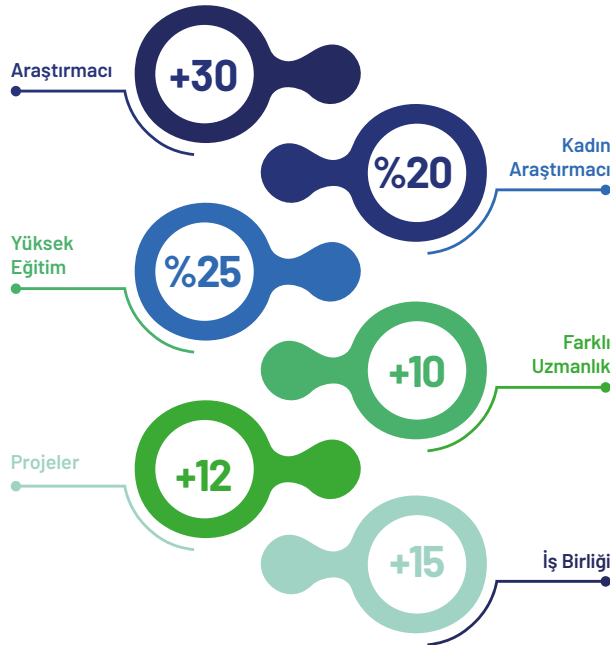 Araştırmacı
+30
Kadın
Araştırmacı
%20
Yüksek
Eğitim
%25
Farklı
Uzmanlık
+10
Projeler
+12
İş Birliği
+15